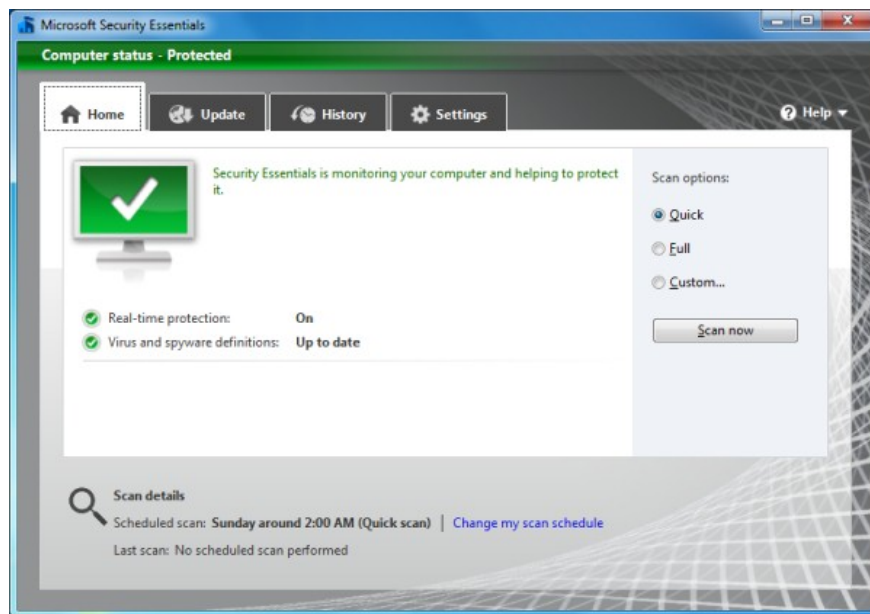 Microsoft Security Essentials
Computer status - Protected
Home
Update
History
Settings
Help
Security Essentials is monitoring your computer and helping to protect
it.
Scan options:
Quick
Full
Custom...
Scan now
Real-time protection: On
Virus and spyware definitions: Up to date
Scan details
Scheduled scan: Sunday around 2:00 AM (Quick scan) | Change my scan schedule
Last scan: No scheduled scan performed